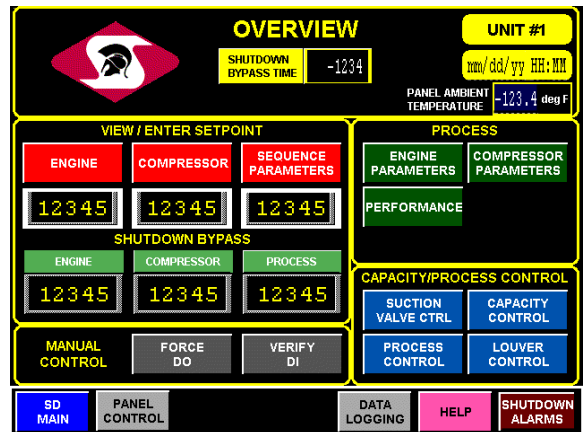 OVERVIEW
UNIT #1
SHUTDOWN
BYPASS TIME
-1234
mm/dd/yy HH:MM
PANEL AMBIENT
TEMPERATURE
-123.4 deg F
VIEW / ENTER SETPOINT
ENGINE
COMPRESSOR
SEQUENCE
PARAMETERS
12345
12345
12345
SHUTDOWN BYPASS
ENGINE
COMPRESSOR
PROCESS
12345
12345
12345
MANUAL
CONTROL
FORCE
DO
VERIFY
DI
PROCESS
ENGINE
PARAMETERS
COMPRESSOR
PARAMETERS
PERFORMANCE
CAPACITY/PROCESS CONTROL
SUCTION
VALVE CTRL
CAPACITY
CONTROL
PROCESS
CONTROL
LOUVER
CONTROL
SD
MAIN
PANEL
CONTROL
DATA
LOGGING
HELP
SHUTDOWN
ALARMS